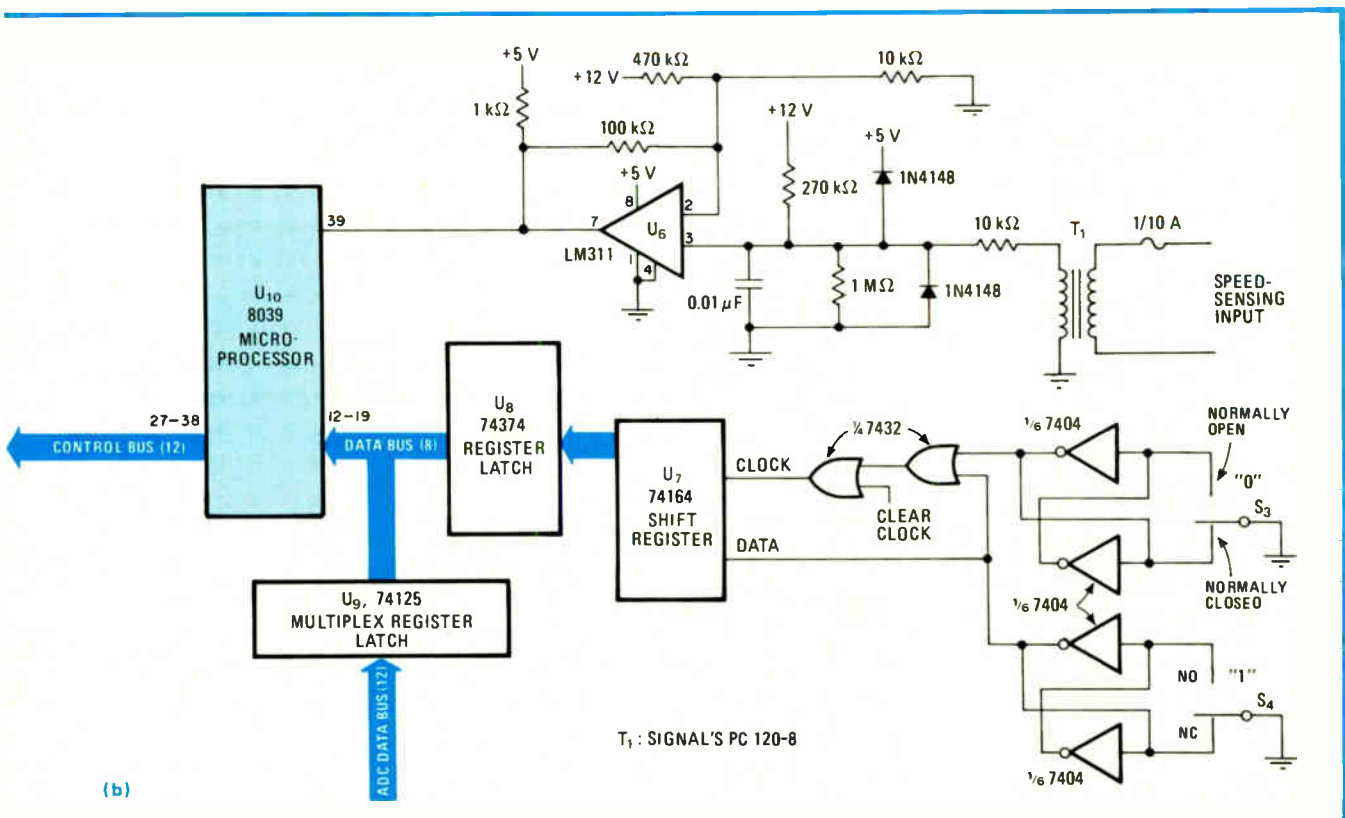 +5 V
470 kΩ
10 kΩ
+12 V
1 kΩ
100 kΩ
+12 V
+5 V
+5 V
270 kΩ
1N4148
8
2
39
7
U6
3
10 kΩ
T1
1/10 A
LM311
1
4
0.01 μF
1 MΩ
1N4148
SPEED-
SENSING
INPUT
U10
8039
MICRO-
PROCESSOR
27–38
12–19
CONTROL BUS (12)
DATA BUS (8)
U8
74374
REGISTER
LATCH
U7
74164
SHIFT
REGISTER
CLOCK
DATA
¼ 7432
CLEAR
CLOCK
1/6 7404
NORMALLY
OPEN
"0"
S3
NORMALLY
CLOSED
1/6 7404
NO
"1"
S4
NC
1/6 7404
U9, 74125
MULTIPLEX REGISTER
LATCH
ADC DATA BUS (12)
T1: SIGNAL'S PC 120-8
(b)